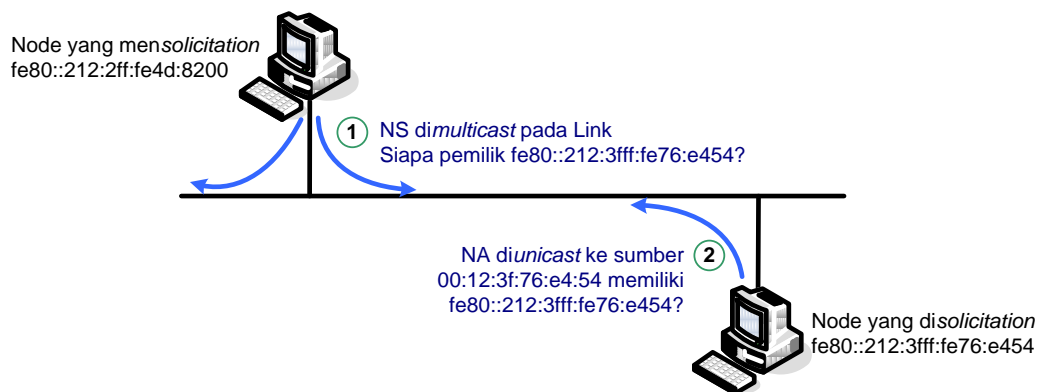 Node yang mensolicitation
fe80::212:2ff:fe4d:8200
1 NS dimulticast pada Link
Siapa pemilik fe80::212:3fff:fe76:e454?
NA diunicast ke sumber 2
00:12:3f:76:e4:54 memiliki
fe80::212:3fff:fe76:e454?
Node yang disolicitation
fe80::212:3fff:fe76:e454